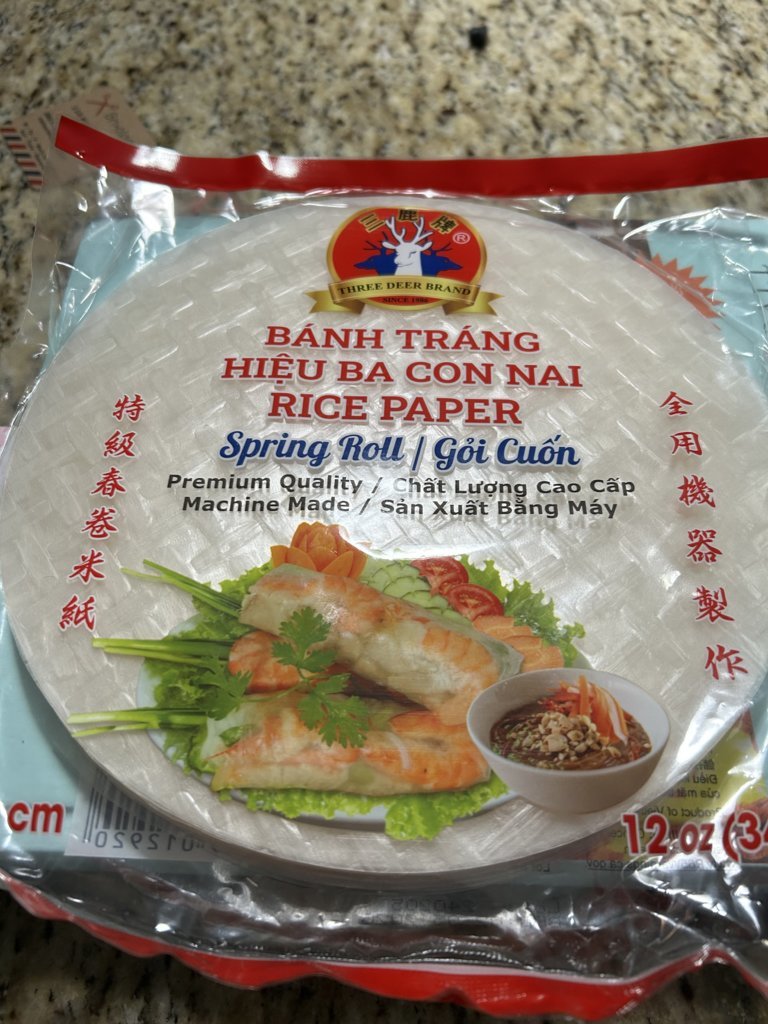 三鹿牌
®
THREE DEER BRAND
SINCE 1986
BÁNH TRÁNG
HIỆU BA CON NAI
RICE PAPER
Spring Roll / Gỏi Cuốn
Premium Quality / Chất Lượng Cao Cấp
Machine Made / Sản Xuất Bằng Máy
特級春卷米紙
全用機器製作
cm
12 oz (34